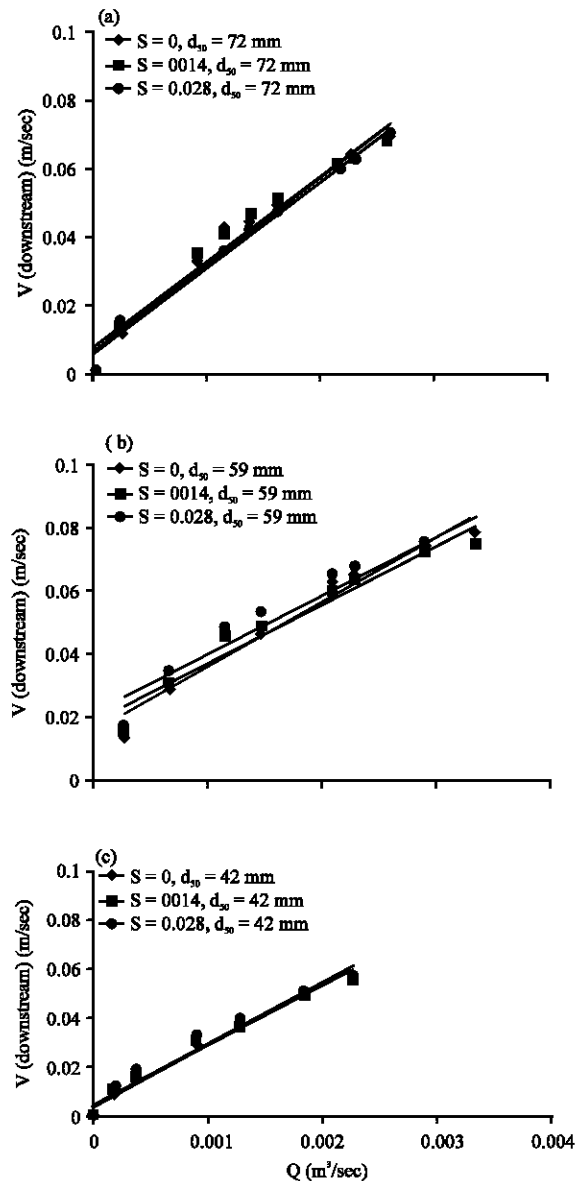 (a)
S = 0, d₅₀ = 72 mm
S = 0014, d₅₀ = 72 mm
S = 0.028, d₅₀ = 72 mm
0.1
0.08
0.06
0.04
0.02
0
V (downstream) (m/sec)
( b)
S = 0, d₅₀ = 59 mm
S = 0014, d₅₀ = 59 mm
S = 0.028, d₅₀ = 59 mm
0.1
0.08
0.06
0.04
0.02
0
V (downstream) (m/sec)
(c)
S = 0, d₅₀ = 42 mm
S = 0014, d₅₀ = 42 mm
S = 0.028, d₅₀ = 42 mm
0.1
0.08
0.06
0.04
0.02
0
V (downstream) (m/sec)
0 0.001 0.002 0.003 0.004
Q (m³/sec)